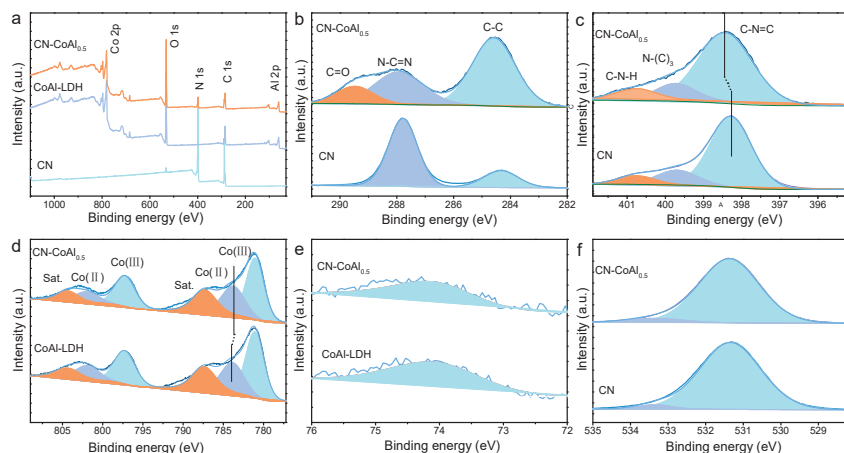 a
CN-CoAl0.5
CoAl-LDH
CN
Co 2p
O 1s
N 1s
C 1s
Al 2p
Intensity (a.u.)
1000 800 600 400 200
Binding energy (eV)
b
CN-CoAl0.5
C=O
N-C=N
C-C
CN
Intensity (a.u.)
290 288 286 284 282
Binding energy (eV)
c
CN-CoAl0.5
C-N-H
N-(C)3
C-N=C
CN
Intensity (a.u.)
401 400 399 398 397 396
A
Binding energy (eV)
d
CN-CoAl0.5
Sat.
Co(Ⅱ)
Co(III)
Sat.
Co(Ⅱ)
Co(III)
CoAl-LDH
Intensity (a.u.)
805 800 795 790 785 780
Binding energy (eV)
e
CN-CoAl0.5
CoAl-LDH
Intensity (a.u.)
76 75 74 73 72
Binding energy (eV)
f
CN-CoAl0.5
CN
Intensity (a.u.)
535 534 533 532 531 530 529
Binding energy (eV)